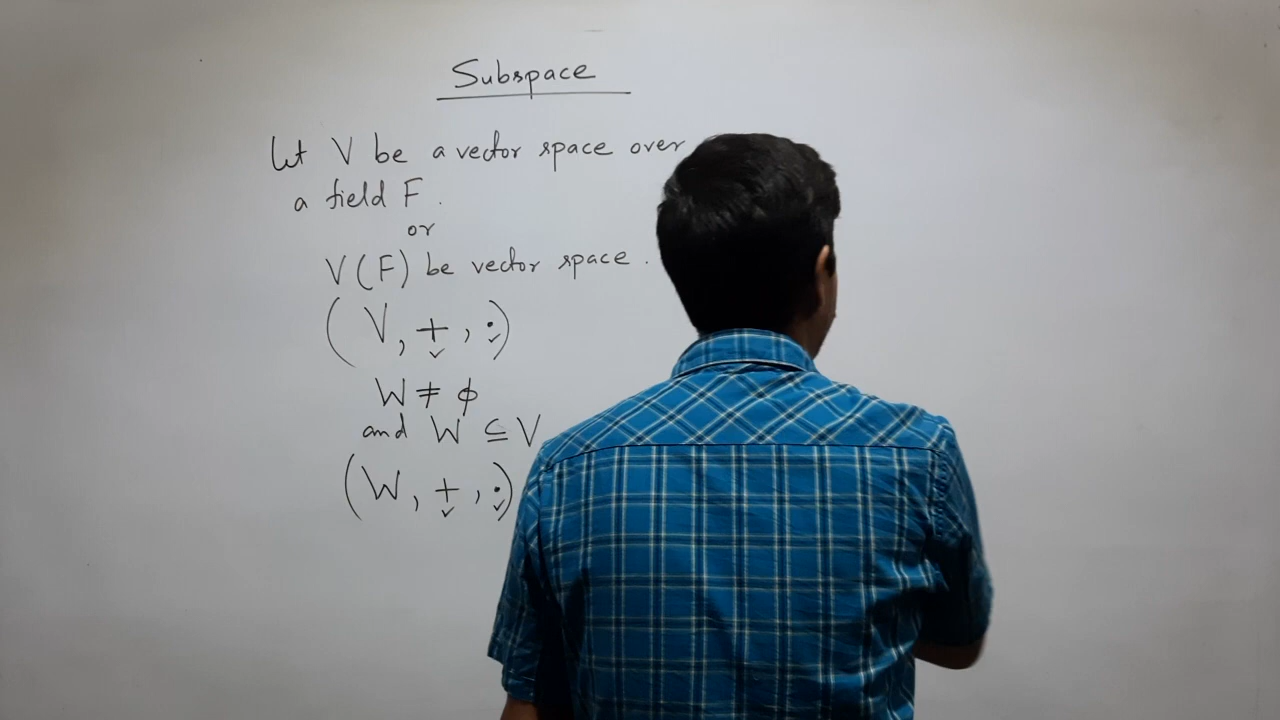 Subspace
Let V be a vector space over
a field F.
or
V(F) be vector space.
(V, +, •)
W ≠ ϕ
and W ⊆ V
(W, +, •)